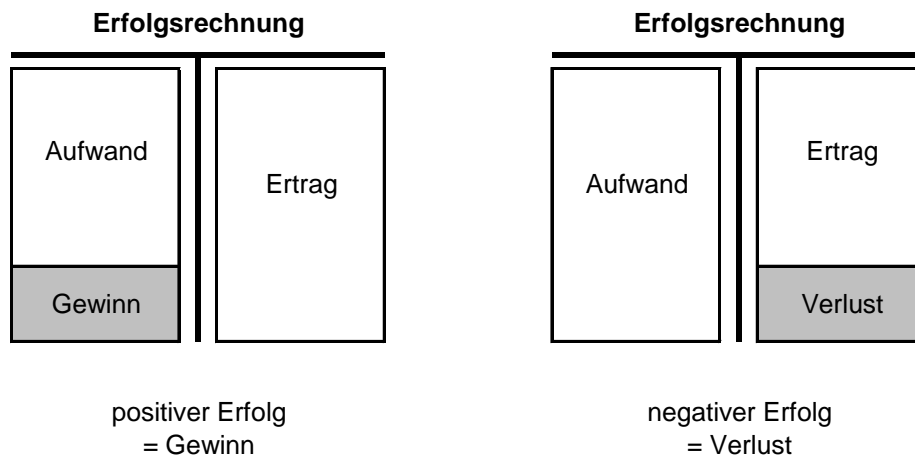 Erfolgsrechnung
Aufwand
Gewinn
Ertrag
positiver Erfolg
= Gewinn
Erfolgsrechnung
Aufwand
Ertrag
Verlust
negativer Erfolg
= Verlust